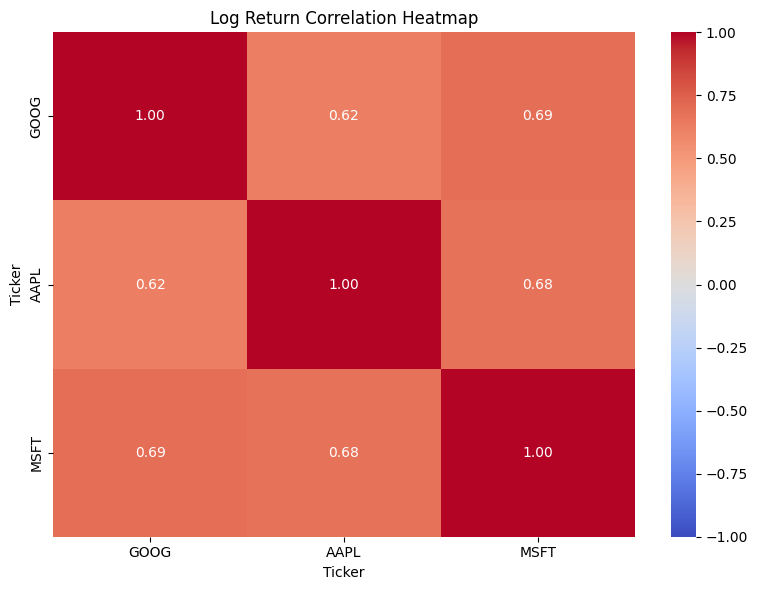 Log Return Correlation Heatmap
GOOG
1.00 0.62 0.69
AAPL
0.62 1.00 0.68
MSFT
0.69 0.68 1.00
GOOG AAPL MSFT
Ticker
Ticker
1.00
0.75
0.50
0.25
0.00
−0.25
−0.50
−0.75
−1.00